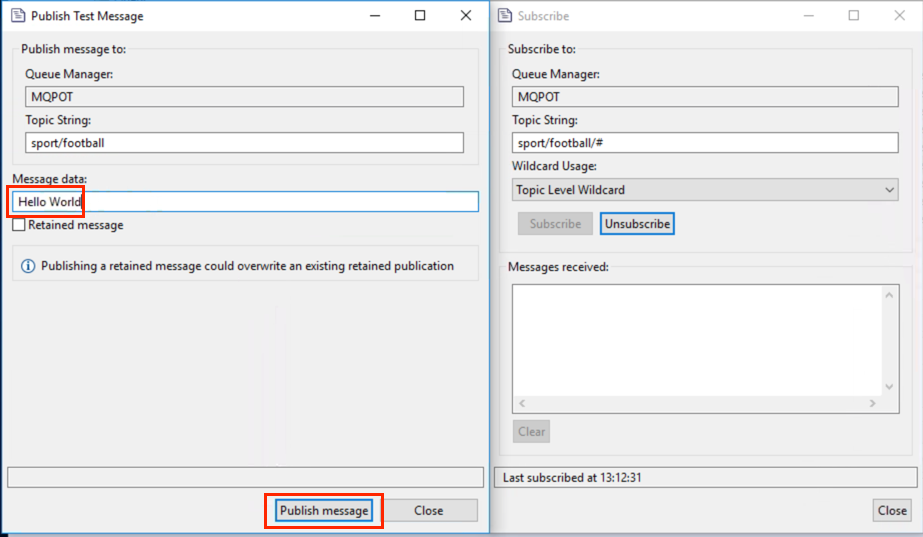 Publish Test Message
Publish message to:
Queue Manager:
MQPOT
Topic String:
sport/football
Message data:
Hello World
Retained message
Publishing a retained message could overwrite an existing retained publication
Publish message
Close
Subscribe
Subscribe to:
Queue Manager:
MQPOT
Topic String:
sport/football/#
Wildcard Usage:
Topic Level Wildcard
Subscribe Unsubscribe
Messages received:
Clear
Last subscribed at 13:12:31
Close